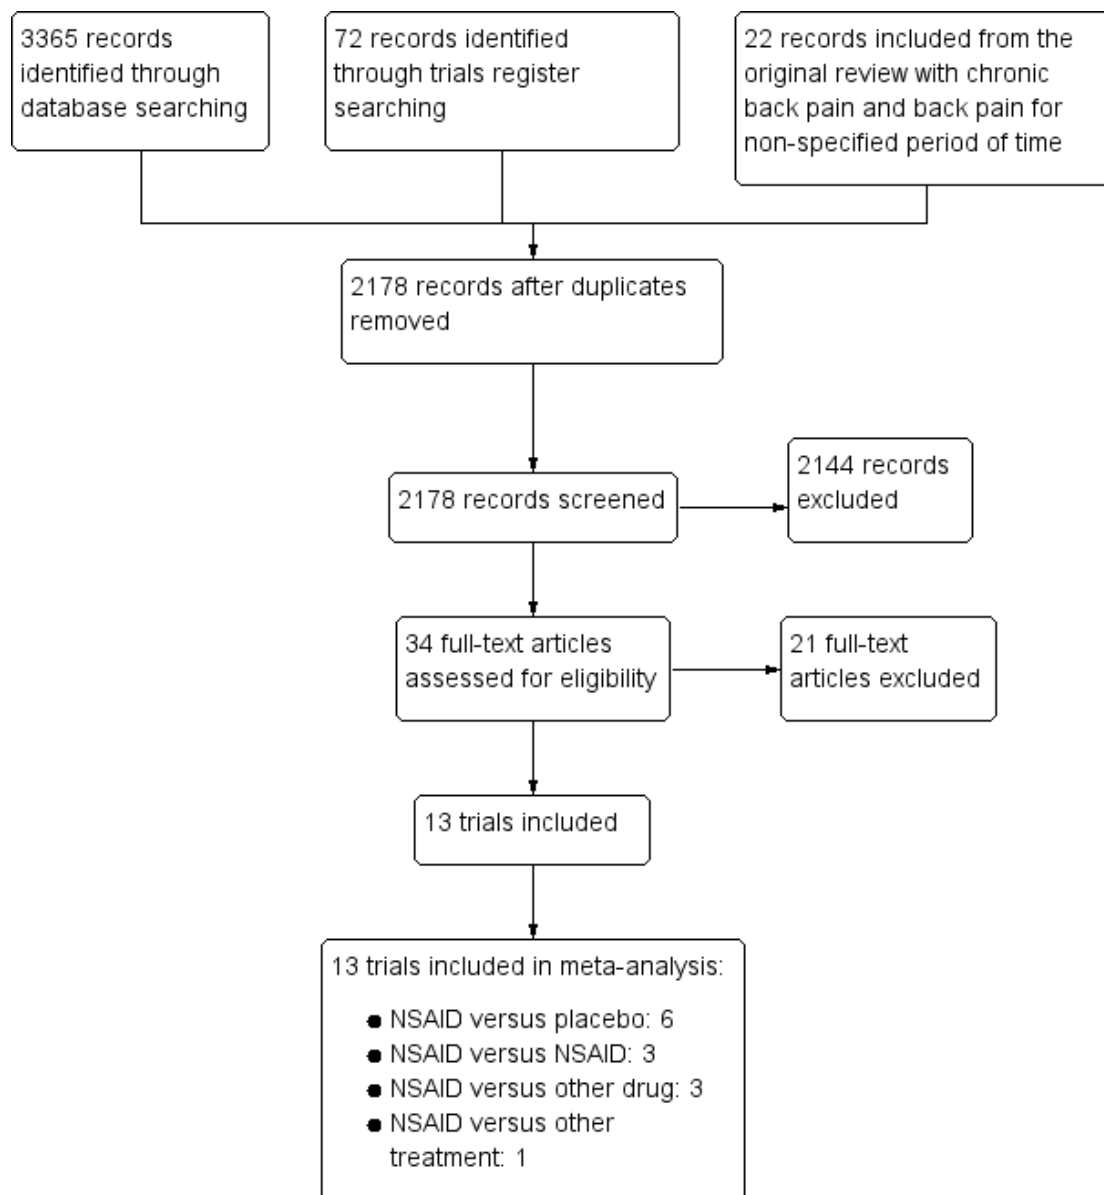 3365 records
identified through
database searching
72 records identified
through trials register
searching
22 records included from the
original review with chronic
back pain and back pain for
non-specified period of time
2178 records after duplicates
removed
2178 records screened
2144 records
excluded
34 full-text articles
assessed for eligibility
21 full-text
articles excluded
13 trials included
13 trials included in meta-analysis:
● NSAID versus placebo: 6
● NSAID versus NSAID: 3
● NSAID versus other drug: 3
● NSAID versus other
treatment: 1